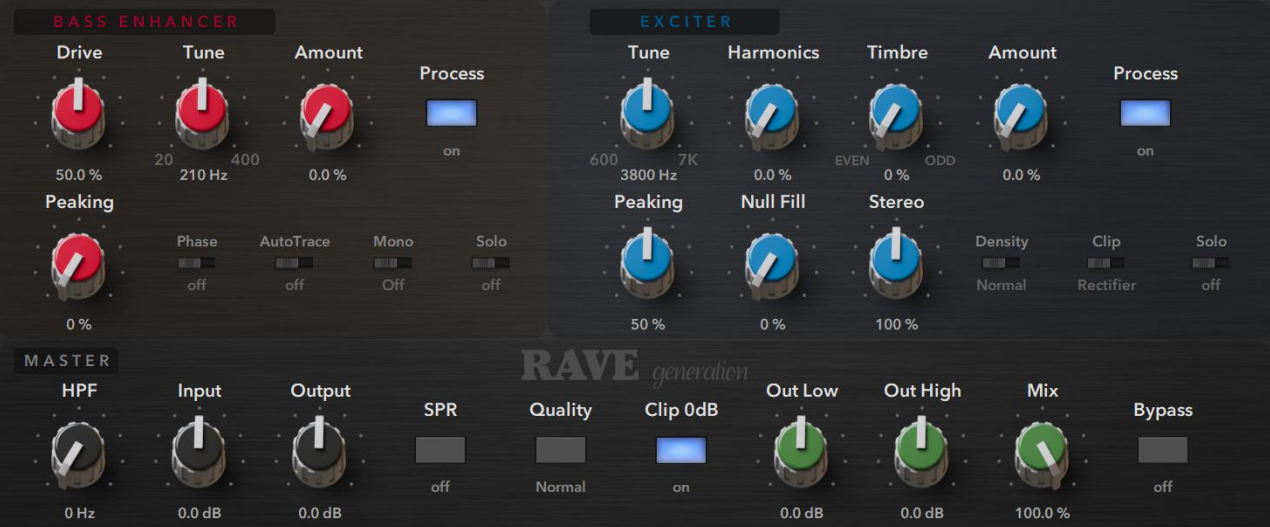 BASS ENHANCER
Drive Tune Amount Process
20 400
on
50.0 % 210 Hz 0.0 %
Peaking
Phase AutoTrace Mono Solo
off off Off off
0 %
EXCITER
Tune Harmonics Timbre Amount Process
600 7K EVEN ODD
on
3800 Hz 0.0 % 0 % 0.0 %
Peaking Null Fill Stereo
Density Clip Solo
Normal Rectifier off
50 % 0 % 100 %
MASTER
RAVE generation
HPF Input Output SPR Quality Clip 0dB Out Low Out High Mix Bypass
off Normal on off
0 Hz 0.0 dB 0.0 dB 0.0 dB 0.0 dB 100.0 %